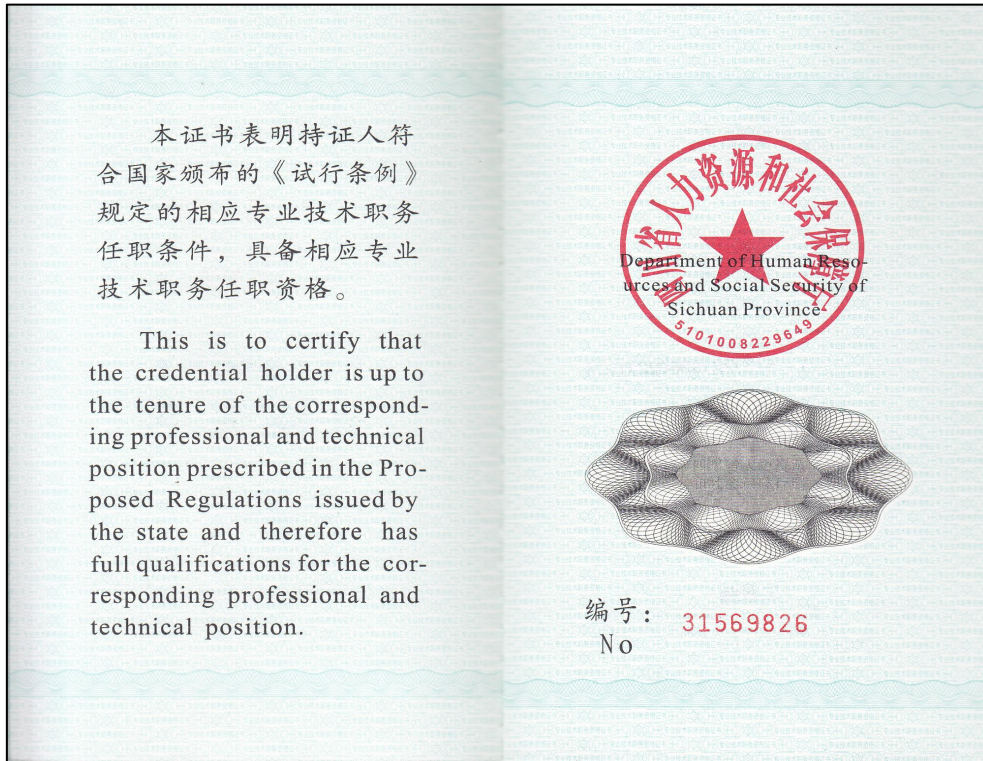 本证书表明持证人符
合国家颁布的《试行条例》
规定的相应专业技术职务
任职条件，具备相应专业
技术职务任职资格。
This is to certify that
the credential holder is up to
the tenure of the correspond-
ing professional and technical
position prescribed in the Pro-
posed Regulations issued by
the state and therefore has
full qualifications for the cor-
responding professional and
technical position.
四川省人力资源和社会保障厅
Department of Human Reso-
urces and Social Security of
Sichuan Province
5101008229649
编号： 31569826
No